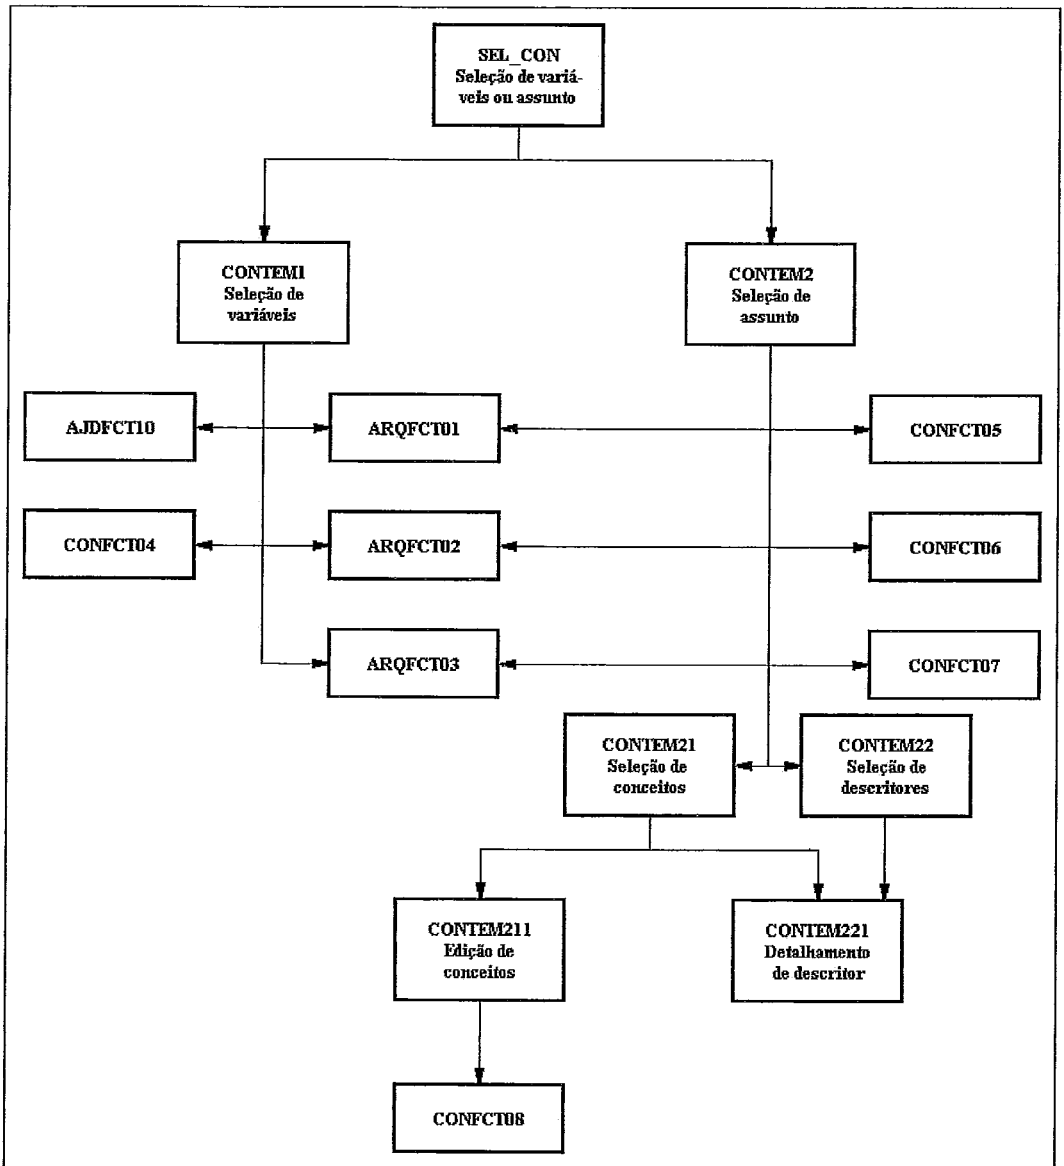 SEL_CON
Seleção de variá-
veis ou assunto
CONTEM1
Seleção de
variáveis
CONTEM2
Seleção de
assunto
AJDFCT10
ARQFCT01
CONFCT05
CONFCT04
ARQFCT02
CONFCT06
ARQFCT03
CONFCT07
CONTEM21
Seleção de
conceitos
CONTEM22
Seleção de
descritores
CONTEM211
Edição de
conceitos
CONTEM221
Detalhamento
de descritor
CONFCT08